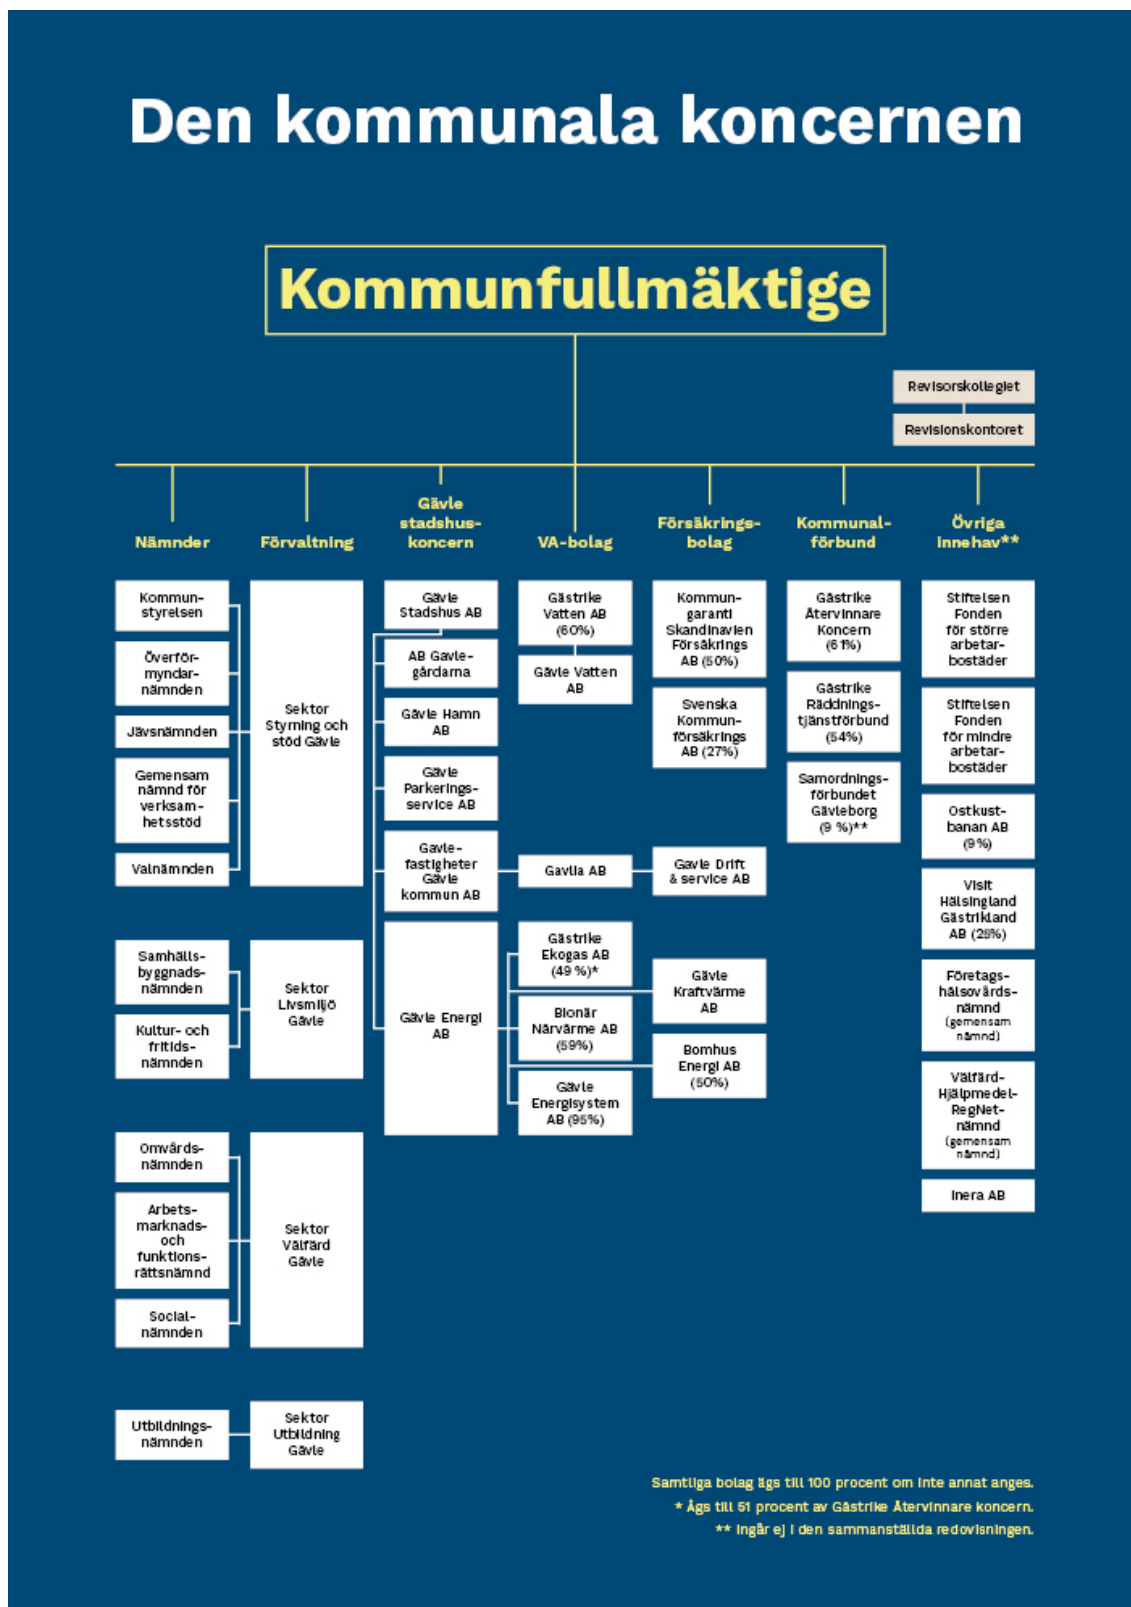 Den kommunala koncernen
Kommunfullmäktige
Revisorskollegiet
Revisionskontoret
Nämnder
Förvaltning
Gävle
stadshus-
koncern
VA-bolag
Försäkrings-
bolag
Kommunal-
förbund
Övriga
innehav**
Kommun-
styrelsen
Överför-
myndar-
nämnden
Jävsnämnden
Gemensam
nämnd för
verksam-
hetsstöd
Valnämnden
Sektor
Styrning och
stöd Gävle
Samhälls-
byggnads-
nämnden
Kultur- och
fritids-
nämnden
Sektor
Livsmiljö
Gävle
Omvårds-
nämnden
Arbets-
marknads-
och
funktions-
rättsnämnd
Social-
nämnden
Sektor
Välfärd
Gävle
Utbildnings-
nämnden
Sektor
Utbildning
Gävle
Gävle
Stadshus AB
AB Gavle-
gårdarna
Gävle Hamn
AB
Gävle
Parkerings-
service AB
Gavle-
fastigheter
Gävle
kommun AB
Gävle Energi
AB
Gästrike
Vatten AB
(60%)
Gävle Vatten
AB
Gavlia AB
Gavle Drift
& service AB
Gästrike
Ekogas AB
(49 %)*
Bionär
Närvärme AB
(59%)
Gävle
Energisystem
AB (95%)
Gävle
Kraftvärme
AB
Bomhus
Energi AB
(50%)
Kommun-
garanti
Skandinavien
Försäkrings
AB (50%)
Svenska
Kommun-
försäkrings
AB (27%)
Gästrike
Återvinnare
Koncern
(61%)
Gästrike
Räddnings-
tjänstförbund
(54%)
Samordnings-
förbundet
Gävleborg
(9 %)**
Stiftelsen
Fonden
för större
arbetar-
bostäder
Stiftelsen
Fonden
för mindre
arbetar-
bostäder
Ostkust-
banan AB
(9%)
Visit
Hälsingland
Gästrikland
AB (25%)
Företags-
hälsovårds-
nämnd
(gemensam
nämnd)
Välfärd-
Hjälpmedel-
RegNet-
nämnd
(gemensam
nämnd)
Inera AB
Samtliga bolag ägs till 100 procent om inte annat anges.
* Ägs till 51 procent av Gästrike Återvinnare koncern.
** Ingår ej i den sammanställda redovisningen.